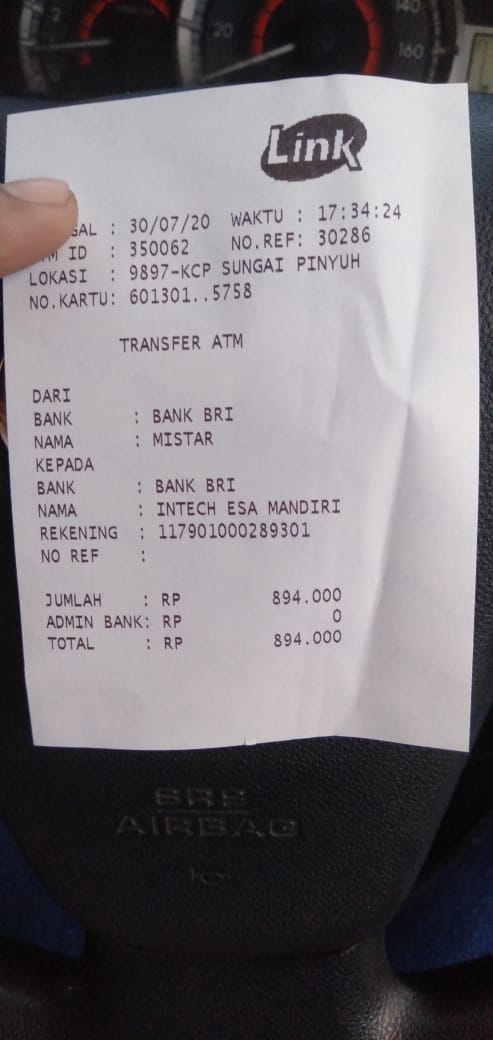 20
140
160
Link
GAL : 30/07/20 WAKTU : 17:34:24
ID : 350062 NO.REF: 30286
LOKASI : 9897-KCP SUNGAI PINYUH
NO.KARTU: 601301..5758
TRANSFER ATM
DARI
BANK : BANK BRI
NAMA : MISTAR
KEPADA
BANK : BANK BRI
NAMA : INTECH ESA MANDIRI
REKENING : 117901000289301
NO REF :
JUMLAH : RP 894.000
ADMIN BANK: RP 0
TOTAL : RP 894.000
SRS
AIRBAG